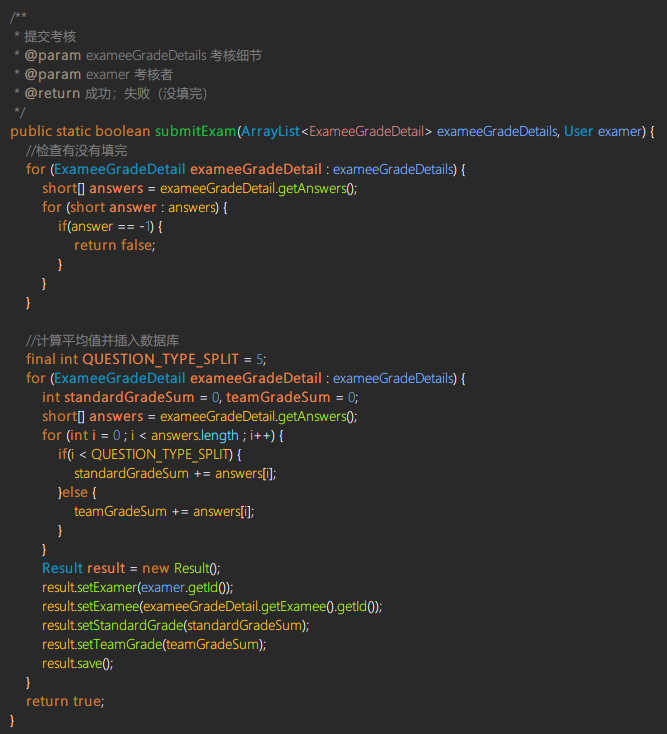 /**
 * 提交考核
 * @param exameeGradeDetails 考核细节
 * @param examer 考核者
 * @return 成功；失败（没填完）
 */
public static boolean submitExam(ArrayList<ExameeGradeDetail> exameeGradeDetails, User examer) {
    //检查有没有填完
    for (ExameeGradeDetail exameeGradeDetail : exameeGradeDetails) {
        short[] answers = exameeGradeDetail.getAnswers();
        for (short answer : answers) {
            if(answer == -1) {
                return false;
            }
        }
    }

    //计算平均值并插入数据库
    final int QUESTION_TYPE_SPLIT = 5;
    for (ExameeGradeDetail exameeGradeDetail : exameeGradeDetails) {
        int standardGradeSum = 0, teamGradeSum = 0;
        short[] answers = exameeGradeDetail.getAnswers();
        for (int i = 0 ; i < answers.length ; i++) {
            if(i < QUESTION_TYPE_SPLIT) {
                standardGradeSum += answers[i];
            }else {
                teamGradeSum += answers[i];
            }
        }
        Result result = new Result();
        result.setExamer(examer.getId());
        result.setExamee(exameeGradeDetail.getExamee().getId());
        result.setStandardGrade(standardGradeSum);
        result.setTeamGrade(teamGradeSum);
        result.save();
    }
    return true;
}